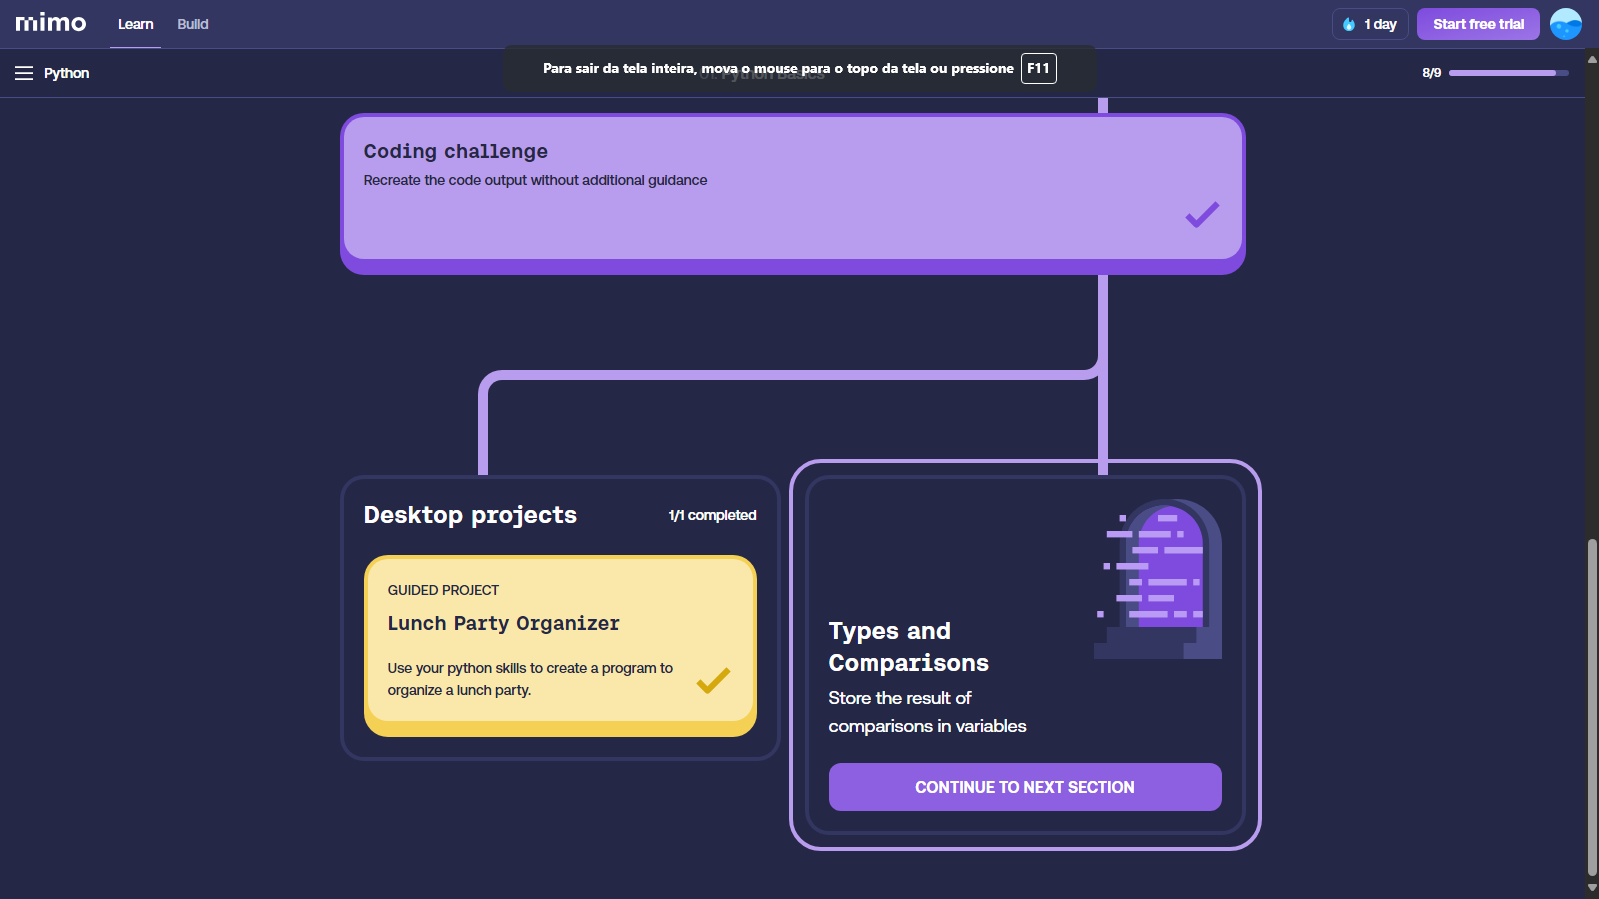 mimo
Learn
Build
1 day
Start free trial
Python
01. Python Basics
Para sair da tela inteira, mova o mouse para o topo da tela ou pressione F11
8/9
Coding challenge
Recreate the code output without additional guidance
Desktop projects
1/1 completed
GUIDED PROJECT
Lunch Party Organizer
Use your python skills to create a program to
organize a lunch party.
Types and
Comparisons
Store the result of
comparisons in variables
CONTINUE TO NEXT SECTION